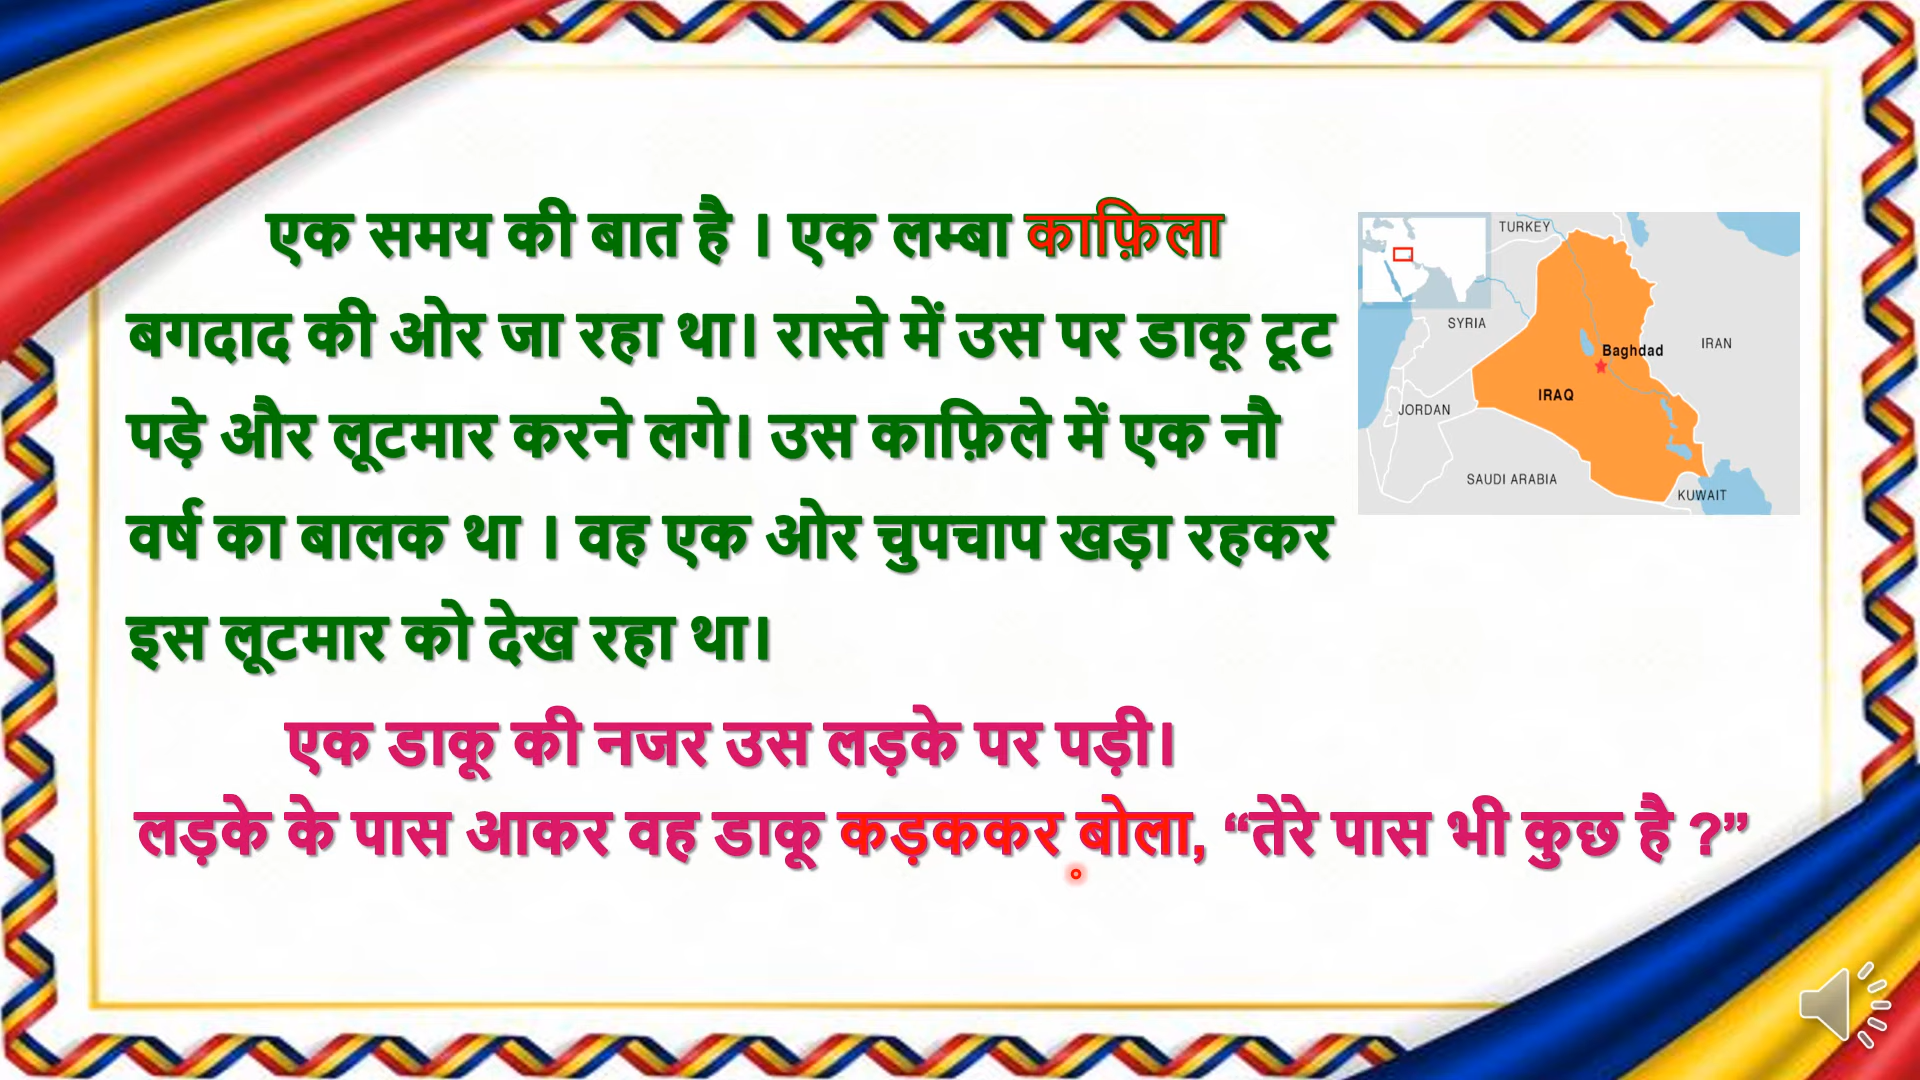 एक समय की बात है । एक लम्बा काफ़िला
बगदाद की ओर जा रहा था। रास्ते में उस पर डाकू टूट
पड़े और लूटमार करने लगे। उस काफ़िले में एक नौ
वर्ष का बालक था । वह एक ओर चुपचाप खड़ा रहकर
इस लूटमार को देख रहा था।
एक डाकू की नजर उस लड़के पर पड़ी।
लड़के के पास आकर वह डाकू कड़ककर बोला, “तेरे पास भी कुछ है ?”
TURKEY
SYRIA
Baghdad
IRAN
IRAQ
JORDAN
SAUDI ARABIA
KUWAIT